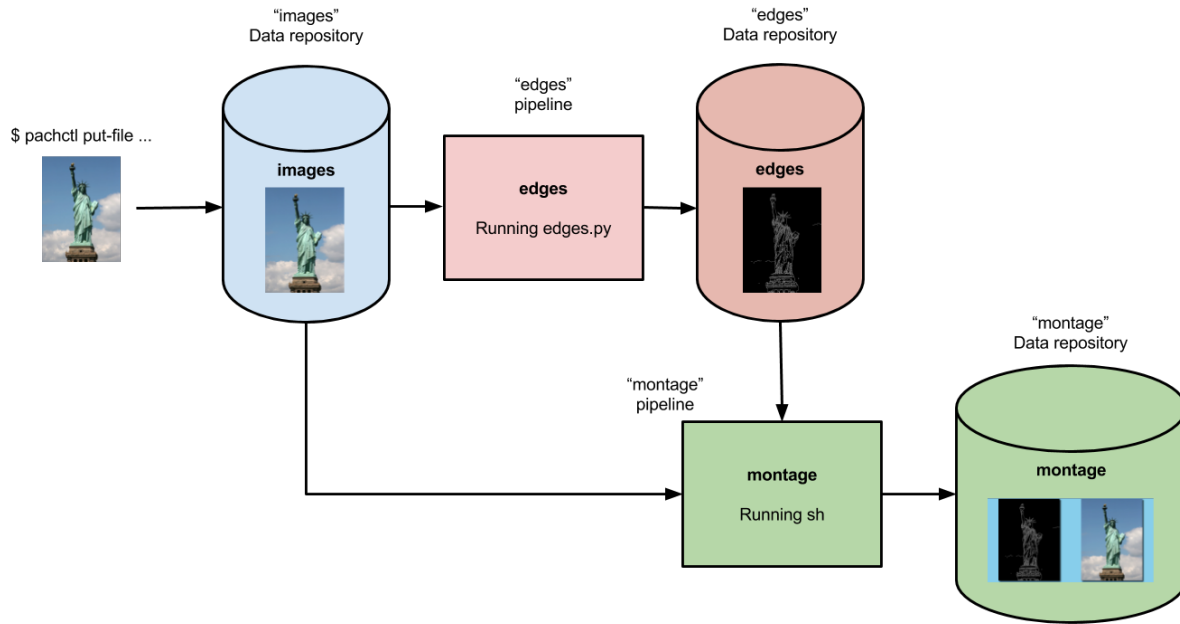 “images”
Data repository
“edges”
Data repository
“edges”
pipeline
$ pachctl put-file ...
images
edges
Running edges.py
edges
“montage”
Data repository
“montage”
pipeline
montage
Running sh
montage